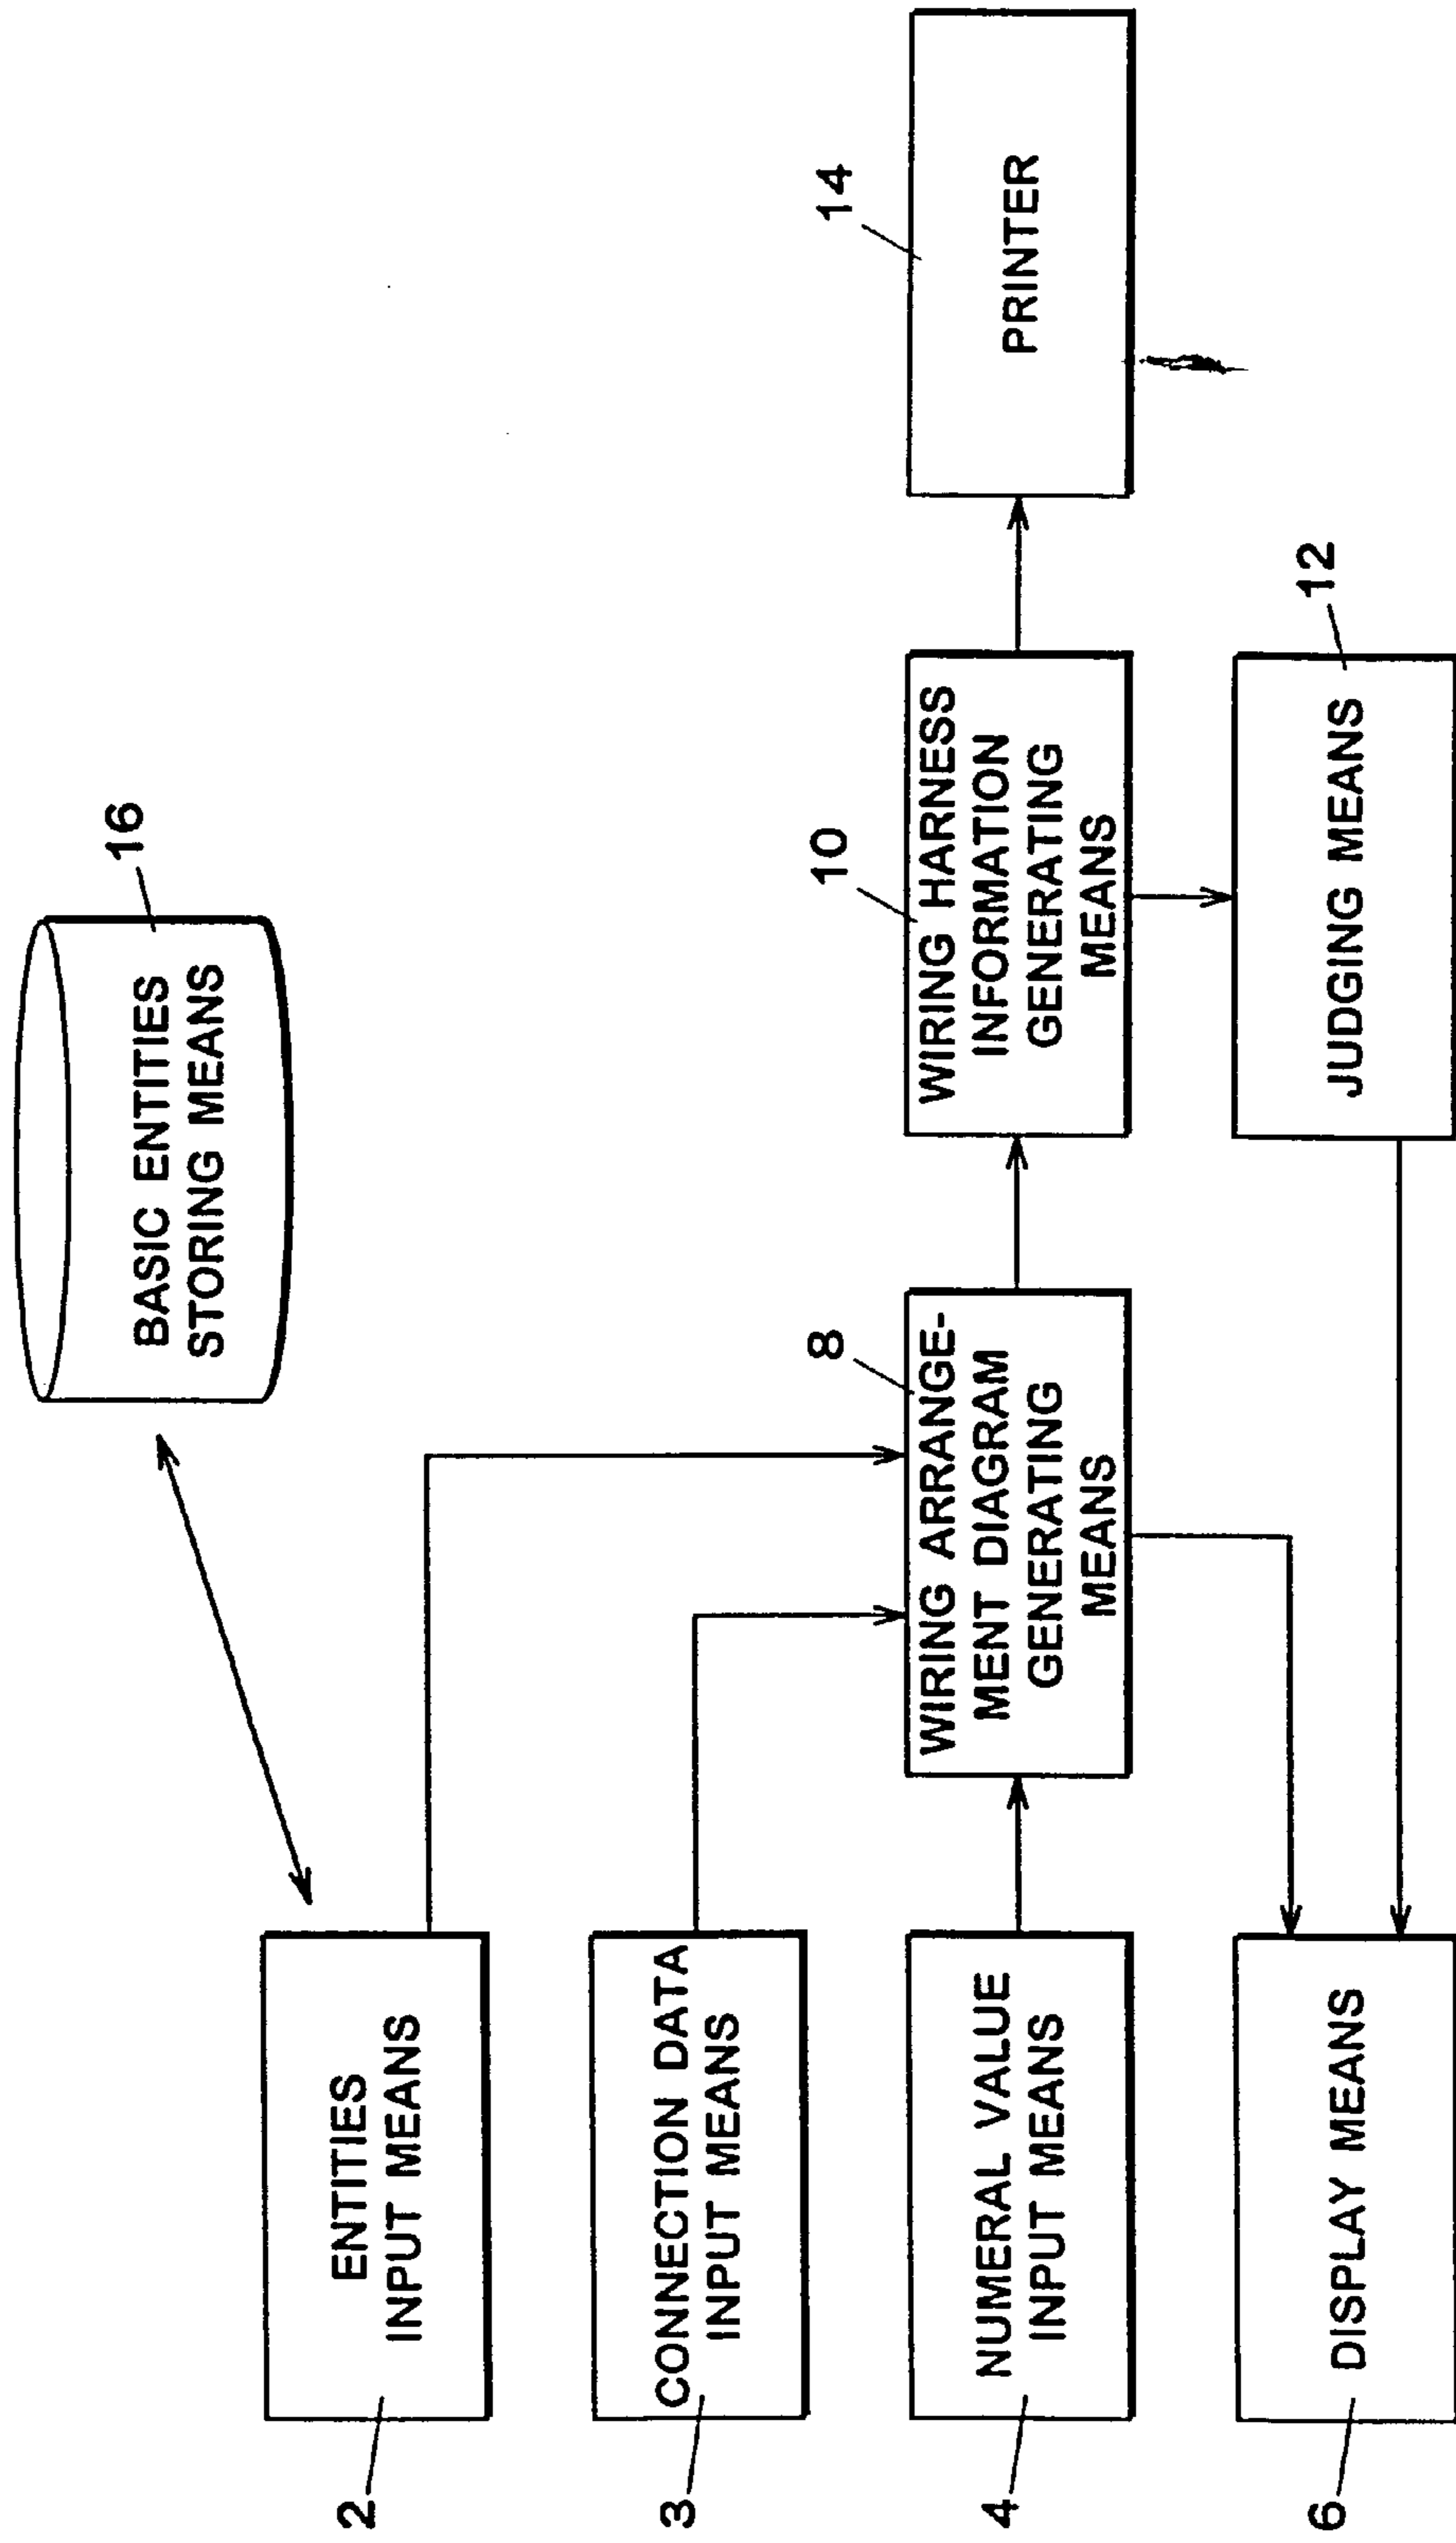 16
BASIC ENTITIES
STORING MEANS
2
ENTITIES
INPUT MEANS
3
CONNECTION DATA
INPUT MEANS
4
NUMERAL VALUE
INPUT MEANS
8
WIRING ARRANGE-
MENT DIAGRAM
GENERATING
MEANS
10
WIRING HARNESS
INFORMATION
GENERATING
MEANS
14
PRINTER
6
DISPLAY MEANS
12
JUDGING MEANS